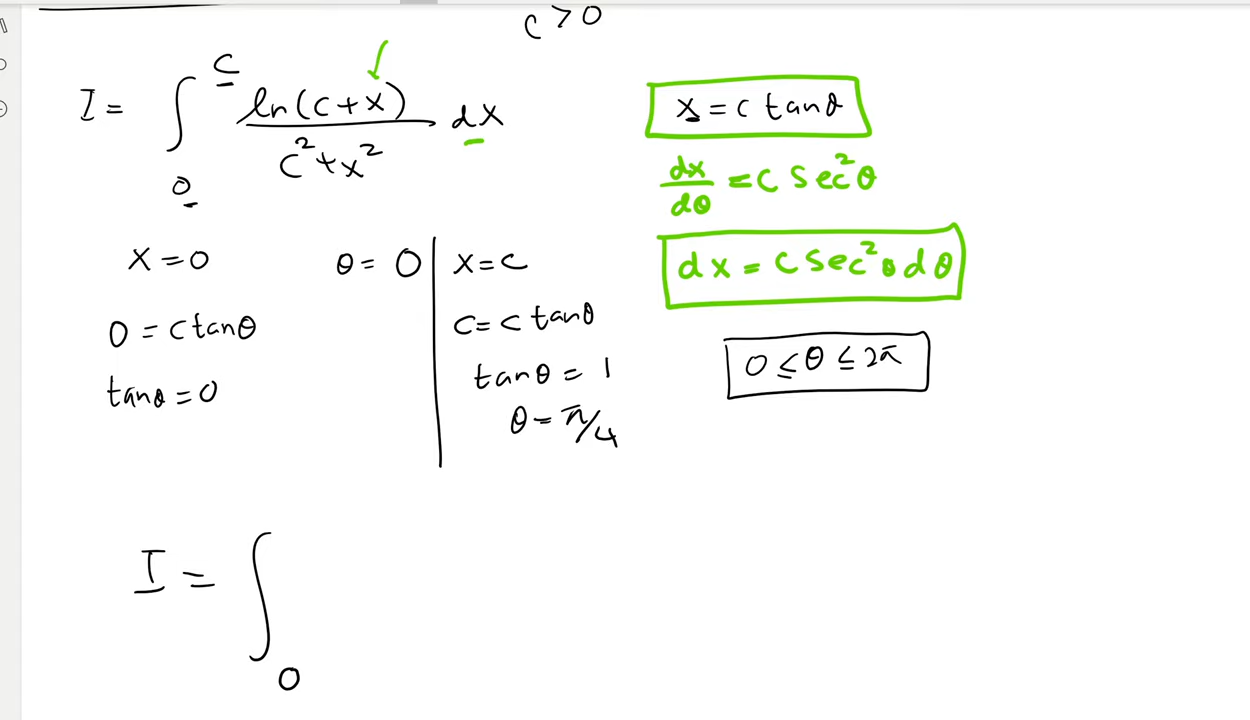 c > 0
I = ∫₀ᶜ ln(c+x) / (c²+x²) dx
x = c tanθ
dx/dθ = c sec²θ
dx = c sec²θ dθ
0 ≤ θ ≤ 2π
x = 0
θ = 0
0 = c tanθ
tanθ = 0
x = c
c = c tanθ
tanθ = 1
θ = π/4
I = ∫₀